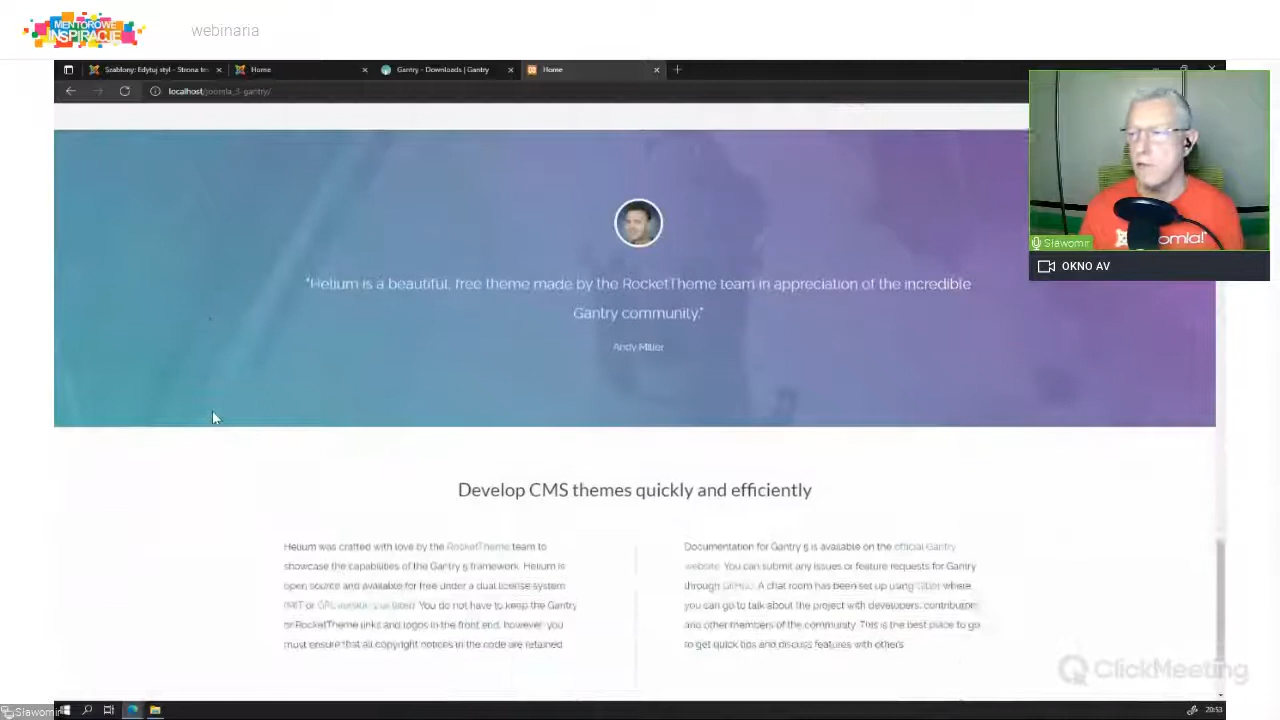 MENTOROWE
INSPIRACJE
webinaria
Szablony: Edytuj styl - Strona te
Home
Gantry - Downloads | Gantry
Home
localhost/joomla_3-gantry/
Sławomir
OKNO AV
"Helium is a beautiful, free theme made by the RocketTheme team in appreciation of the incredible
Gantry community."
Andy Miller
Develop CMS themes quickly and efficiently
Helium was crafted with love by the RocketTheme team to
showcase the capabilities of the Gantry 5 framework. Helium is
open source and available for free under a dual license system
MIT or GPL version 2 or later. You do not have to keep the Gantry
or RocketTheme links and logos in the front end, however, you
must ensure that all copyright notices in the code are retained
Documentation for Gantry 5 is available on the official Gantry
website. You can submit any issues or feature requests for Gantry
through GitHub. A chat room has been set up using Gitter where
you can go to talk about the project with developers, contributors
and other members of the community. This is the best place to go
to get quick tips and discuss features with others
ClickMeeting
Sławomir
20:53